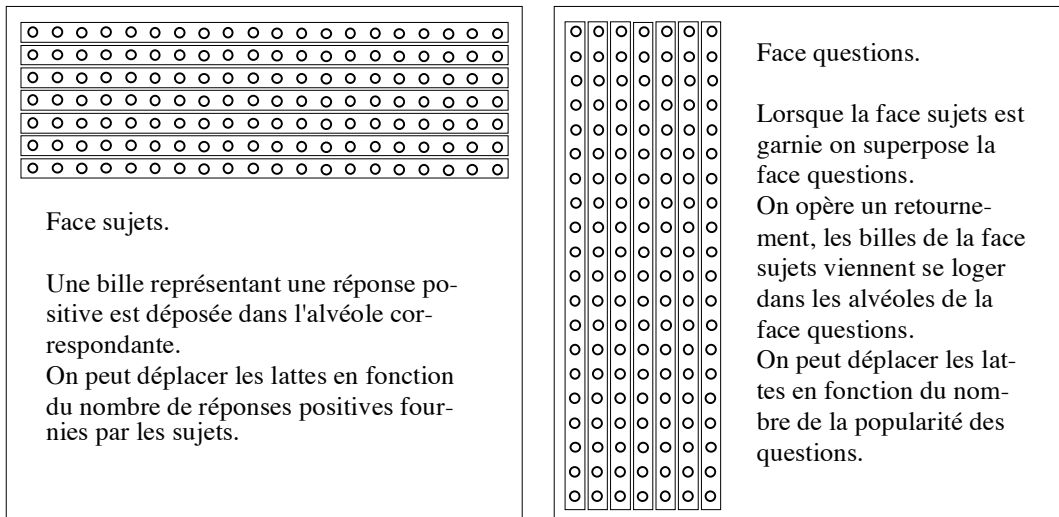 Face sujets.
Une bille représentant une réponse po-
sitive est déposée dans l'alvéole cor-
respondante.
On peut déplacer les lattes en fonction
du nombre de réponses positives four-
nies par les sujets.
Face questions.
Lorsque la face sujets est
garnie on superpose la
face questions.
On opère un retourne-
ment, les billes de la face
sujets viennent se loger
dans les alvéoles de la
face questions.
On peut déplacer les lat-
tes en fonction du nom-
bre de la popularité des
questions.